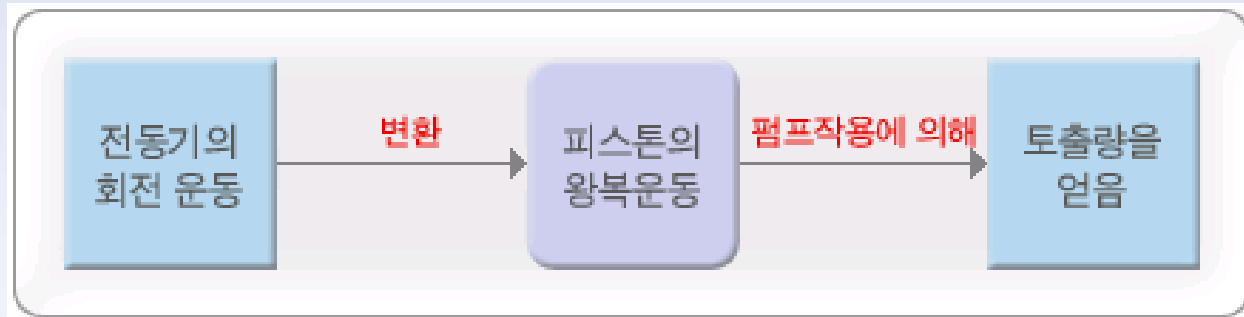 전동기의
회전 운동
변환
피스톤의
왕복운동
펌프작용에 의해
토출량을
얻음